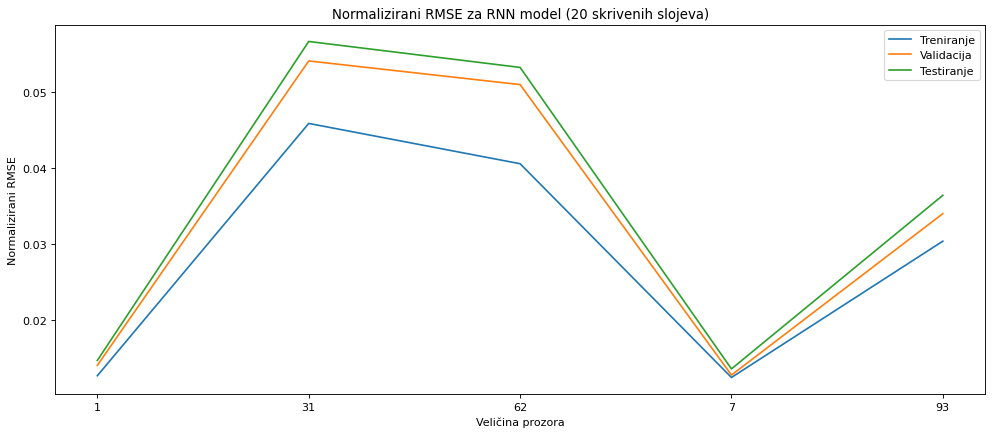 Normalizirani RMSE za RNN model (20 skrivenih slojeva)
Treniranje
Validacija
Testiranje
Normalizirani RMSE
0.05
0.04
0.03
0.02
1 31 62 7 93
Veličina prozora